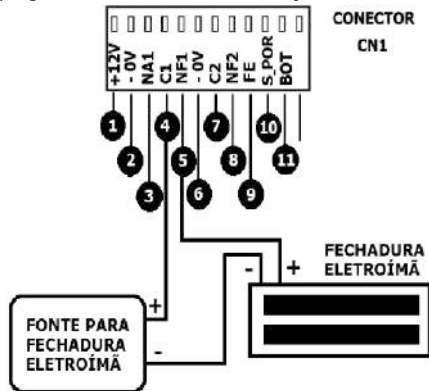 CONECTOR
CN1
+12V
- 0V
NA1
C1
NF1
- 0V
C2
NF2
FE
S_POR
BOT
1
2
3
4
5
6
7
8
9
10
11
FECHADURA
ELETROÍMÃ
- +
+
-
FONTE PARA
FECHADURA
ELETROÍMÃ